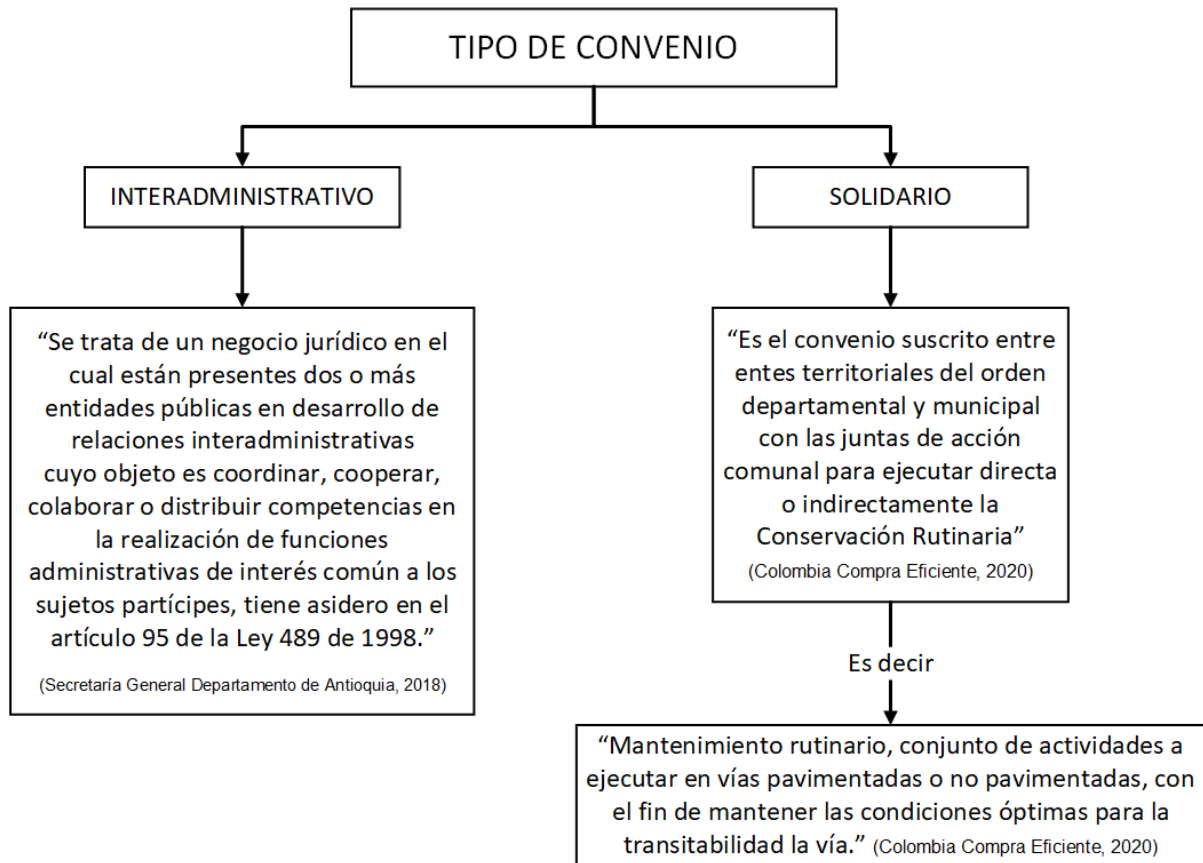 TIPO DE CONVENIO
INTERADMINISTRATIVO
“Se trata de un negocio jurídico en el
cual están presentes dos o más
entidades públicas en desarrollo de
relaciones interadministrativas
cuyo objeto es coordinar, cooperar,
colaborar o distribuir competencias en
la realización de funciones
administrativas de interés común a los
sujetos partícipes, tiene asidero en el
artículo 95 de la Ley 489 de 1998.”
(Secretaría General Departamento de Antioquia, 2018)
SOLIDARIO
“Es el convenio suscrito entre
entes territoriales del orden
departamental y municipal
con las juntas de acción
comunal para ejecutar directa
o indirectamente la
Conservación Rutinaria”
(Colombia Compra Eficiente, 2020)
Es decir
“Mantenimiento rutinario, conjunto de actividades a
ejecutar en vías pavimentadas o no pavimentadas, con
el fin de mantener las condiciones óptimas para la
transitabilidad la vía.” (Colombia Compra Eficiente, 2020)